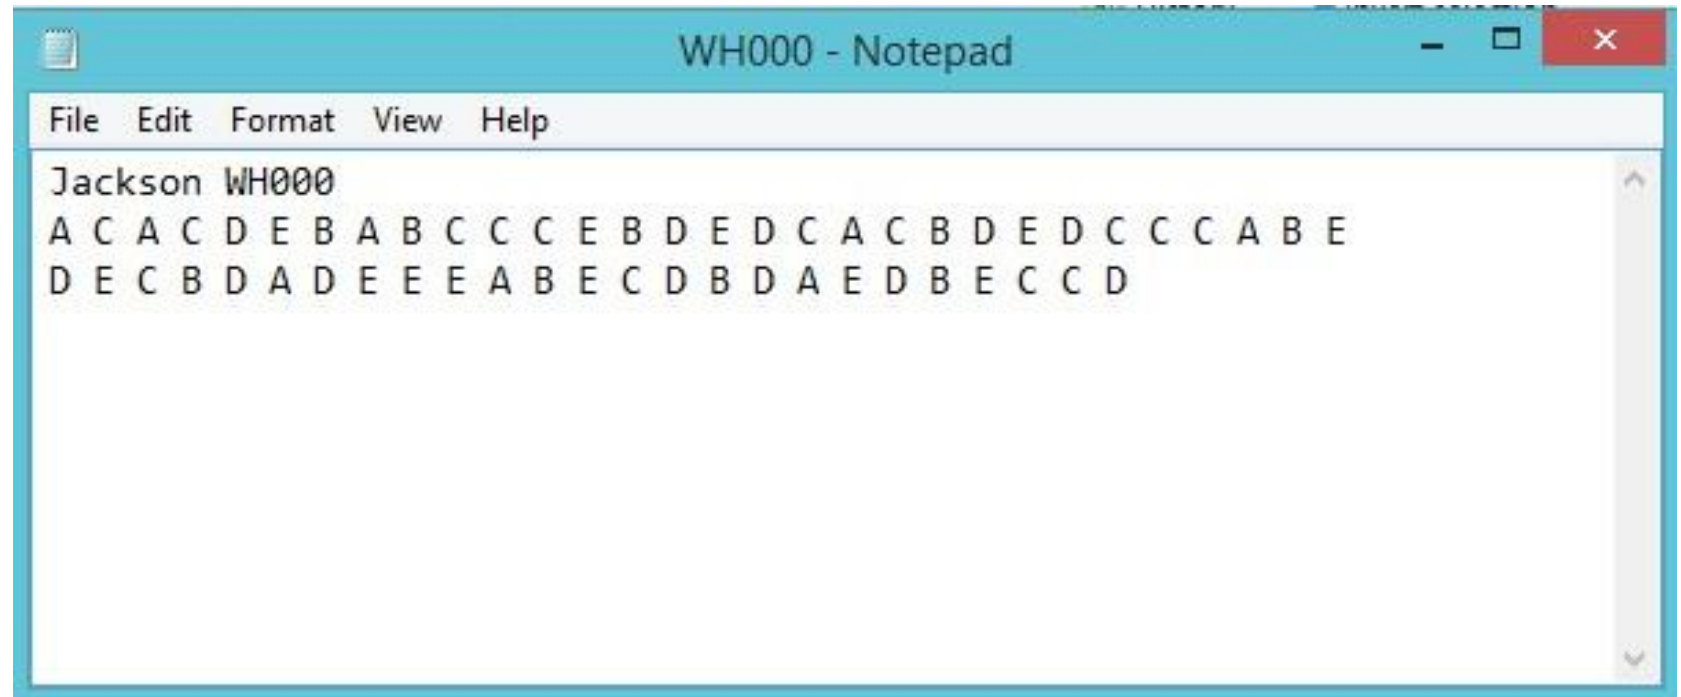 WH000 - Notepad
File Edit Format View Help
Jackson WH000
A C A C D E B A B C C C E B D E D C A C B D E D C C C A B E
D E C B D A D E E E A B E C D B D A E D B E C C D